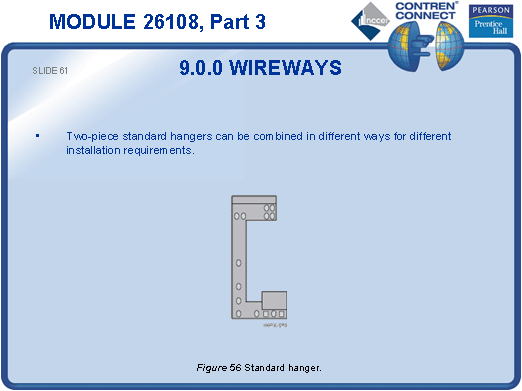 MODULE 26108, Part 3
CONTREN®
CONNECT
nccer
PEARSON
Prentice
Hall
SLIDE 61
9.0.0 WIREWAYS
• Two-piece standard hangers can be combined in different ways for different
installation requirements.
Figure 56 Standard hanger.